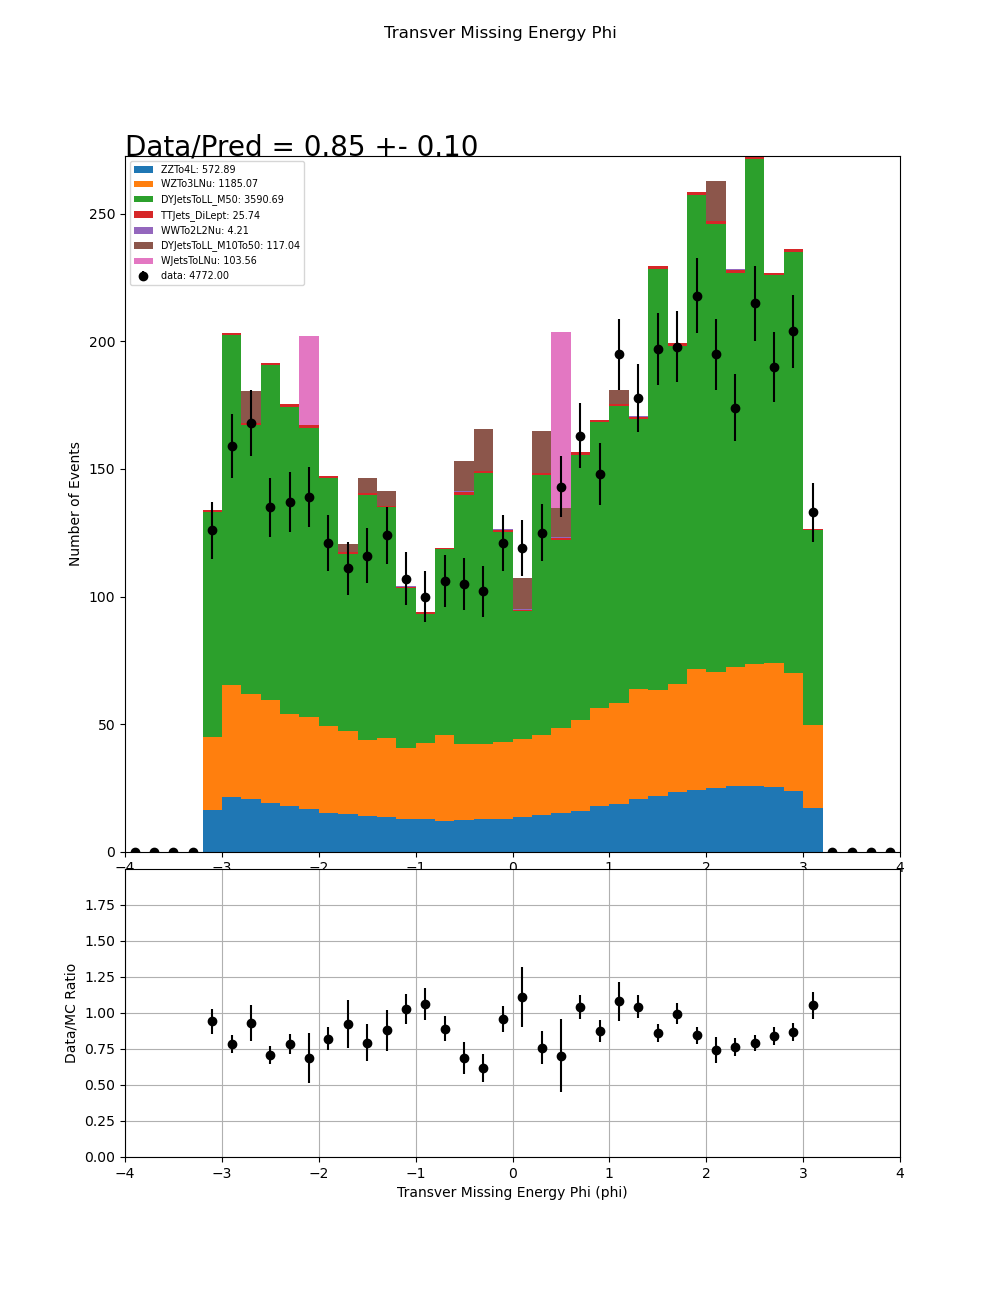 Transver Missing Energy Phi
Data/Pred = 0.85 +- 0.10
ZZTo4L: 572.89
WZTo3LNu: 1185.07
DYJetsToLL_M50: 3590.69
TTJets_DiLept: 25.74
WWTo2L2Nu: 4.21
DYJetsToLL_M10To50: 117.04
WJetsToLNu: 103.56
data: 4772.00
Number of Events
250
200
150
100
50
0
−4 −3 −2 −1 0 1 2 3 4
Data/MC Ratio
1.75
1.50
1.25
1.00
0.75
0.50
0.25
0.00
−4 −3 −2 −1 0 1 2 3 4
Transver Missing Energy Phi (phi)